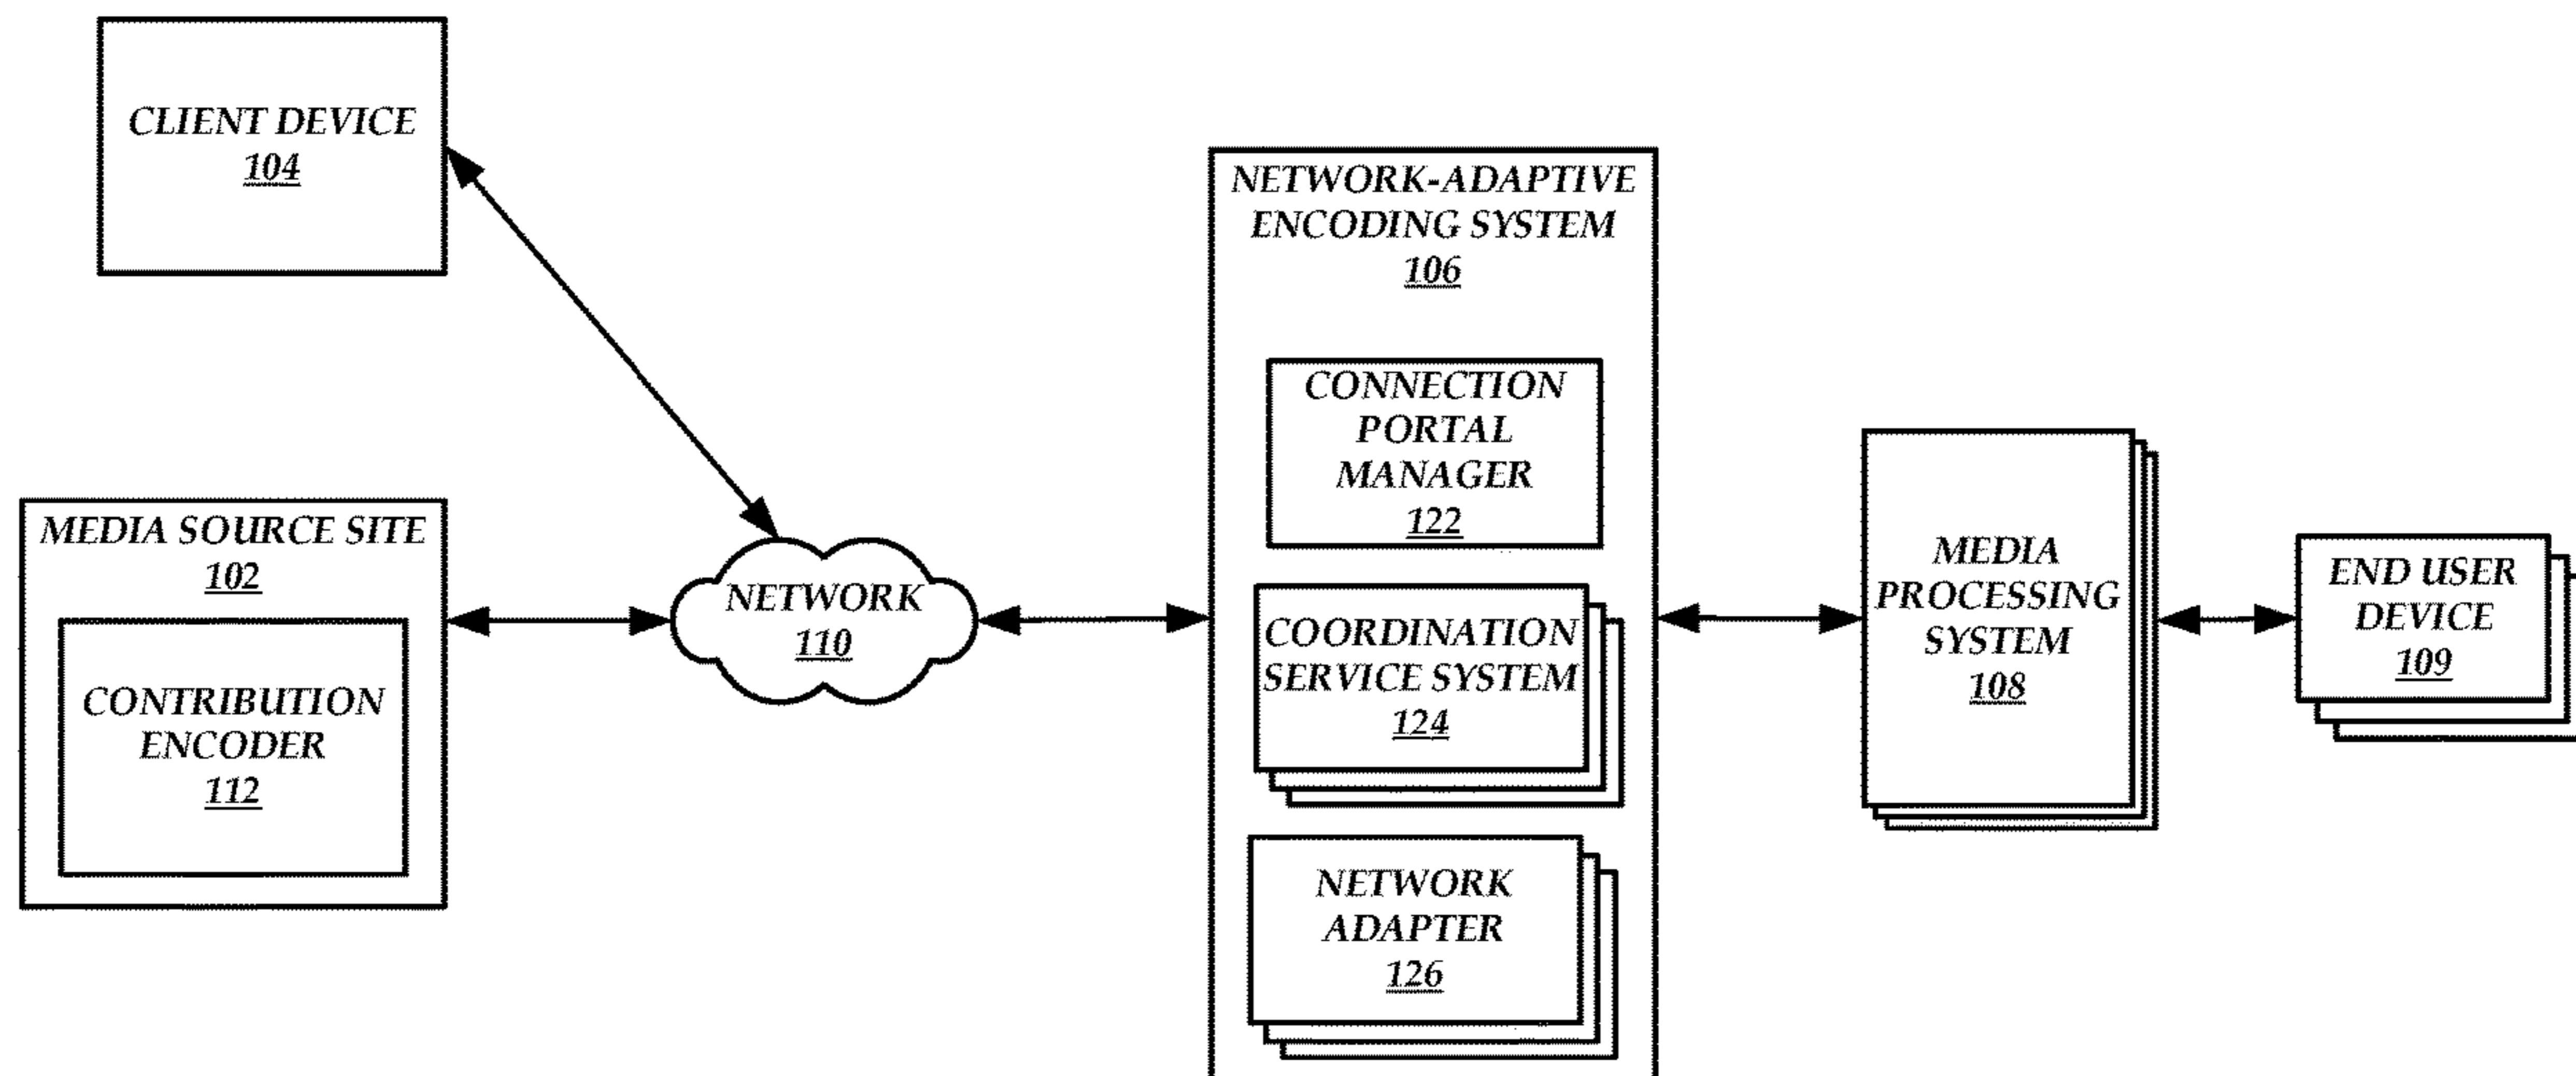 CLIENT DEVICE
104
MEDIA SOURCE SITE
102
CONTRIBUTION
ENCODER
112
NETWORK
110
NETWORK-ADAPTIVE
ENCODING SYSTEM
106
CONNECTION
PORTAL
MANAGER
122
COORDINATION
SERVICE SYSTEM
124
NETWORK
ADAPTER
126
MEDIA
PROCESSING
SYSTEM
108
END USER
DEVICE
109